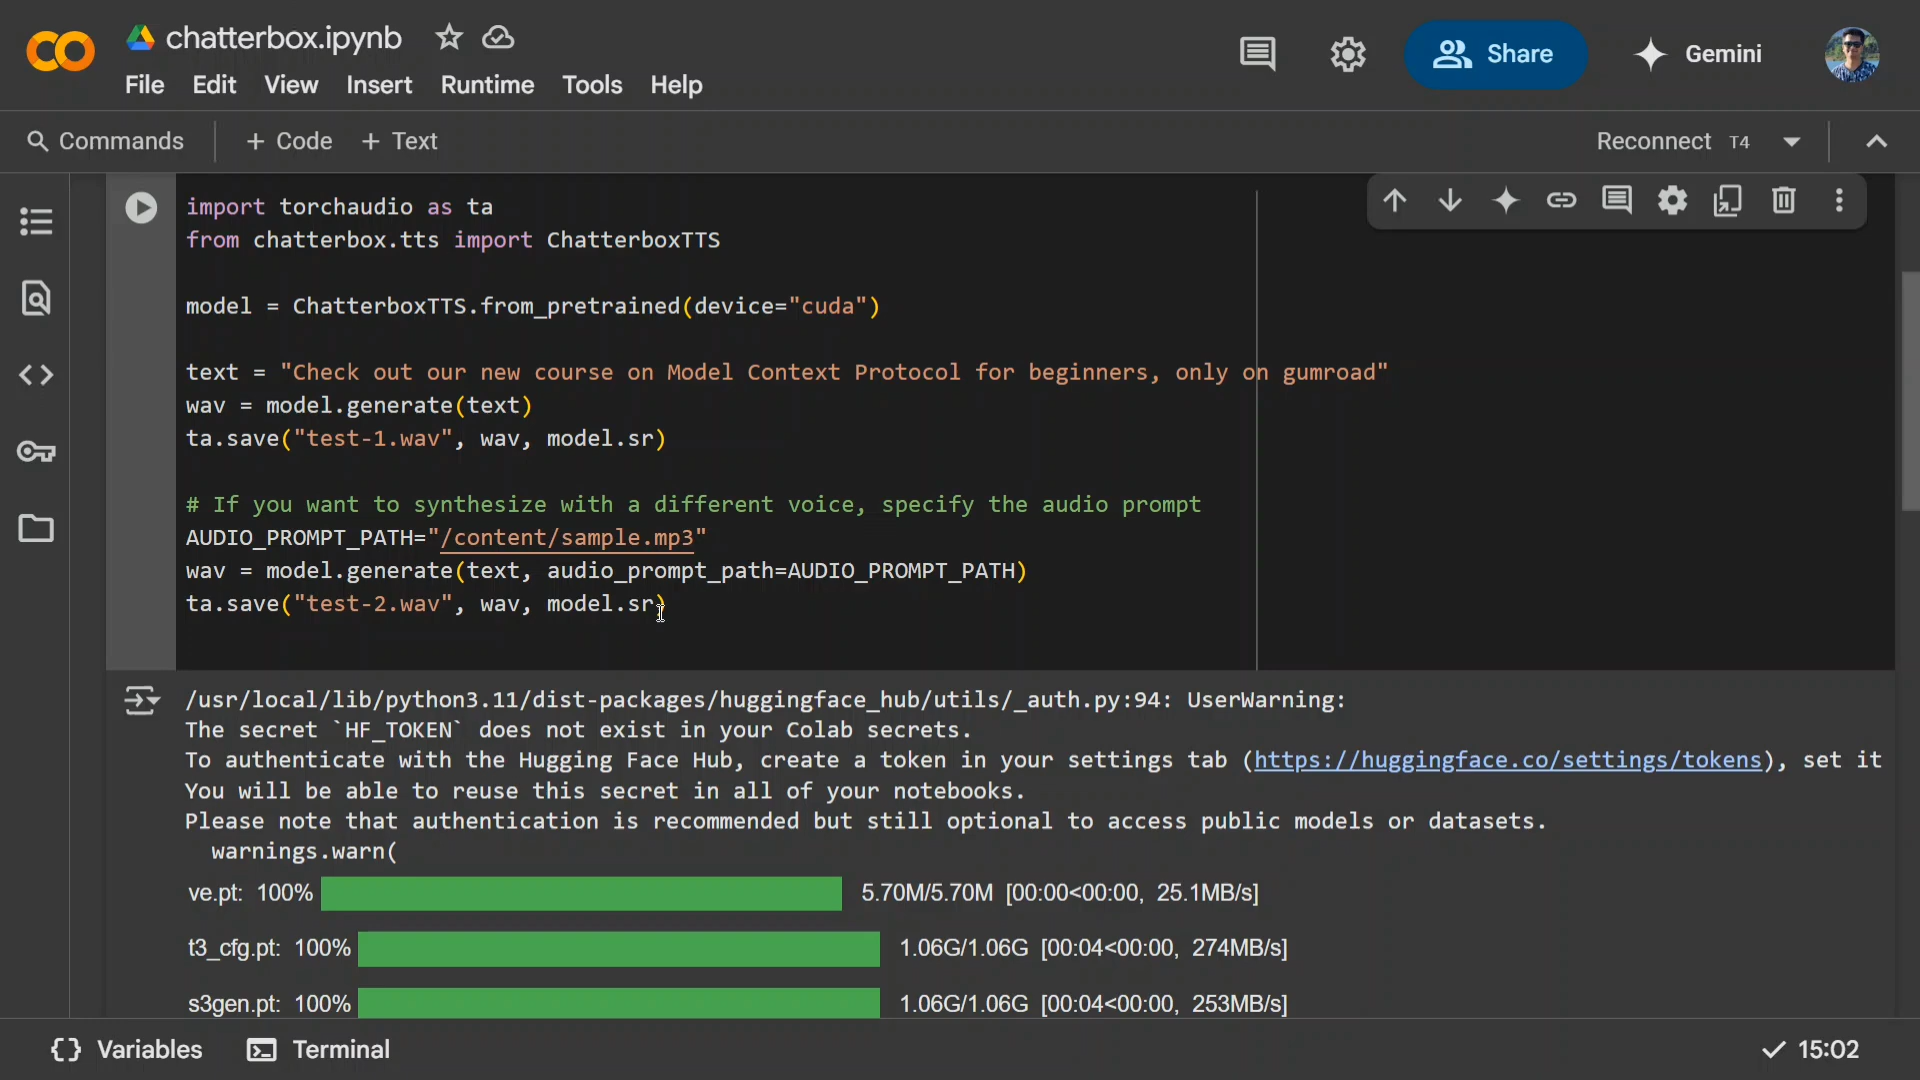 chatterbox.ipynb
File Edit View Insert Runtime Tools Help
Share
Gemini
Commands + Code + Text
Reconnect T4
import torchaudio as ta
from chatterbox.tts import ChatterboxTTS
model = ChatterboxTTS.from_pretrained(device="cuda")
text = "Check out our new course on Model Context Protocol for beginners, only on gumroad"
wav = model.generate(text)
ta.save("test-1.wav", wav, model.sr)
# If you want to synthesize with a different voice, specify the audio prompt
AUDIO_PROMPT_PATH="/content/sample.mp3"
wav = model.generate(text, audio_prompt_path=AUDIO_PROMPT_PATH)
ta.save("test-2.wav", wav, model.sr)
/usr/local/lib/python3.11/dist-packages/huggingface_hub/utils/_auth.py:94: UserWarning:
The secret `HF_TOKEN` does not exist in your Colab secrets.
To authenticate with the Hugging Face Hub, create a token in your settings tab (https://huggingface.co/settings/tokens), set it
You will be able to reuse this secret in all of your notebooks.
Please note that authentication is recommended but still optional to access public models or datasets.
warnings.warn(
ve.pt: 100% 5.70M/5.70M [00:00<00:00, 25.1MB/s]
t3_cfg.pt: 100% 1.06G/1.06G [00:04<00:00, 274MB/s]
s3gen.pt: 100% 1.06G/1.06G [00:04<00:00, 253MB/s]
Variables Terminal
15:02